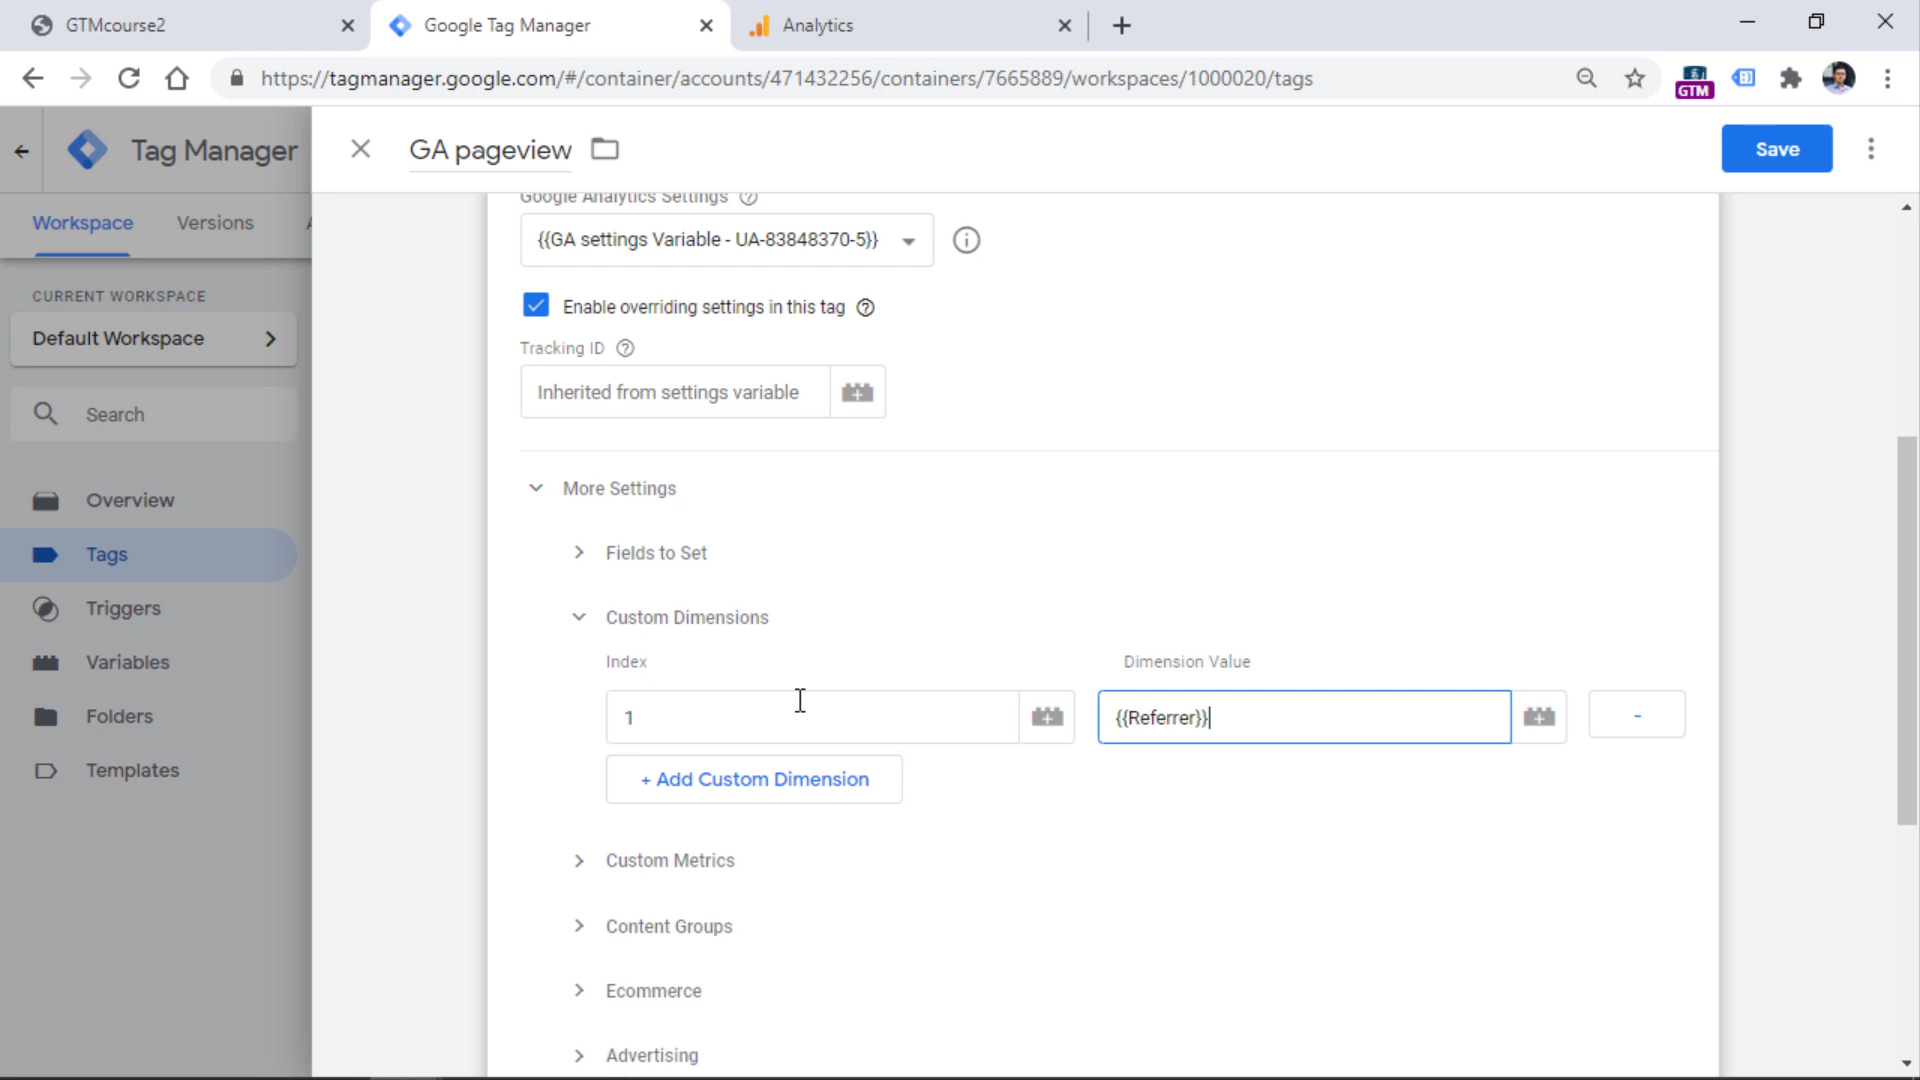 GTMcourse2
Google Tag Manager
Analytics
https://tagmanager.google.com/#/container/accounts/471432256/containers/7665889/workspaces/1000020/tags
GTM
Tag Manager
GA pageview
Save
Workspace
Versions
A
Google Analytics Settings
{{GA settings Variable - UA-83848370-5}}
Enable overriding settings in this tag
CURRENT WORKSPACE
Default Workspace
Tracking ID
Inherited from settings variable
Search
More Settings
Overview
Tags
Fields to Set
Triggers
Custom Dimensions
Variables
Index
Dimension Value
Folders
1
{{Referrer}}
-
Templates
+ Add Custom Dimension
Custom Metrics
Content Groups
Ecommerce
Advertising